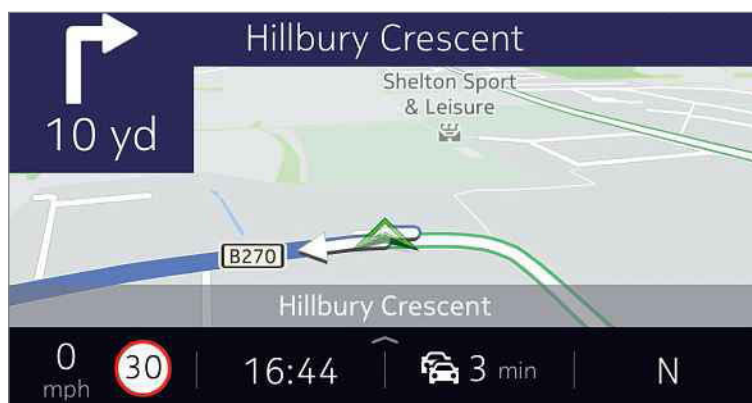 Hillbury Crescent
10 yd
Shelton Sport
& Leisure
B270
Hillbury Crescent
0
mph
30
16:44
3 min
N